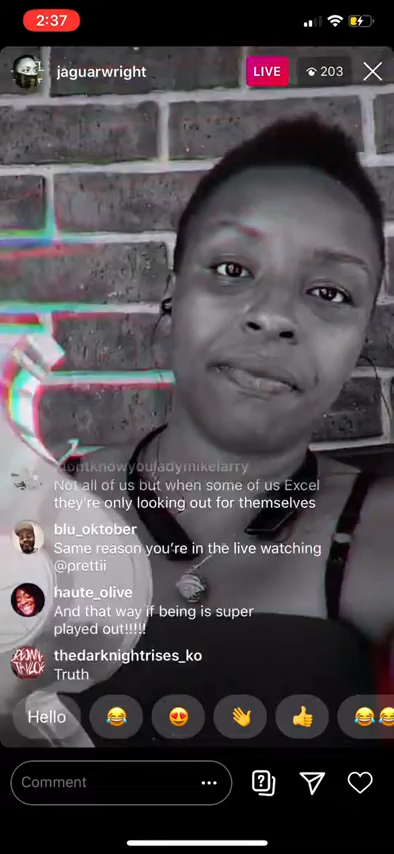 2:37
jaguarwright
LIVE
203
dontknowyouladymikelarry
Not all of us but when some of us Excel
they're only looking out for themselves
blu_oktober
Same reason you're in the live watching
@prettii
haute_olive
And that way if being is super
played out!!!!!
thedarknightrises_ko
Truth
Hello
Comment